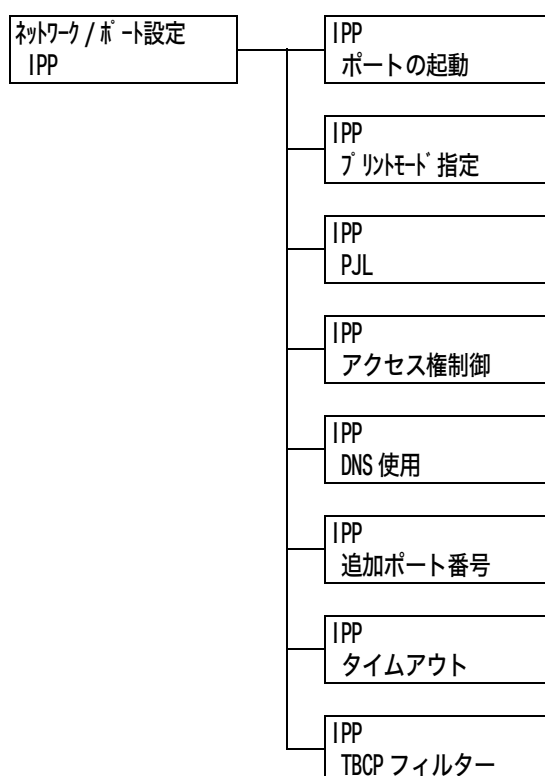 ﾈｯﾄﾜｰｸ / ﾎﾟｰﾄ設定
IPP
IPP
ポートの起動
IPP
ﾌﾟﾘﾝﾄﾓｰﾄﾞ指定
IPP
PJL
IPP
アクセス権制御
IPP
DNS 使用
IPP
追加ポート番号
IPP
タイムアウト
IPP
TBCP フィルター